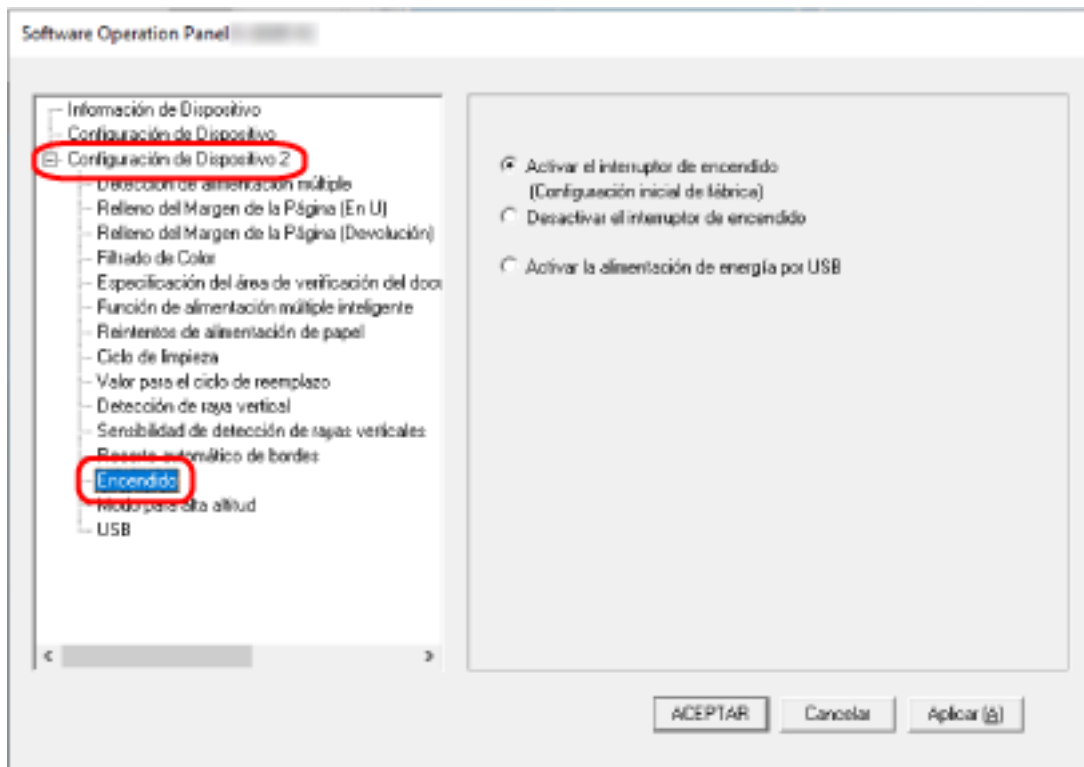 Software Operation Panel
Información de Dispositivo
Configuración de Dispositivo
Configuración de Dispositivo 2
Detección de alimentación múltiple
Relleno del Margen de la Página (En U)
Relleno del Margen de la Página (Devolución)
Filtrado de Color
Especificación del área de verificación del docu
Función de alimentación múltiple inteligente
Reintentos de alimentación de papel
Ciclo de limpieza
Valor para el ciclo de reemplazo
Detección de raya vertical
Sensibilidad de detección de rayas verticales
Recorte automático de bordes
Encendido
Modo para alta altitud
USB
Activar el interruptor de encendido
(Configuración inicial de fábrica)
Desactivar el interruptor de encendido
Activar la alimentación de energía por USB
ACEPTAR
Cancelar
Aplicar (A)